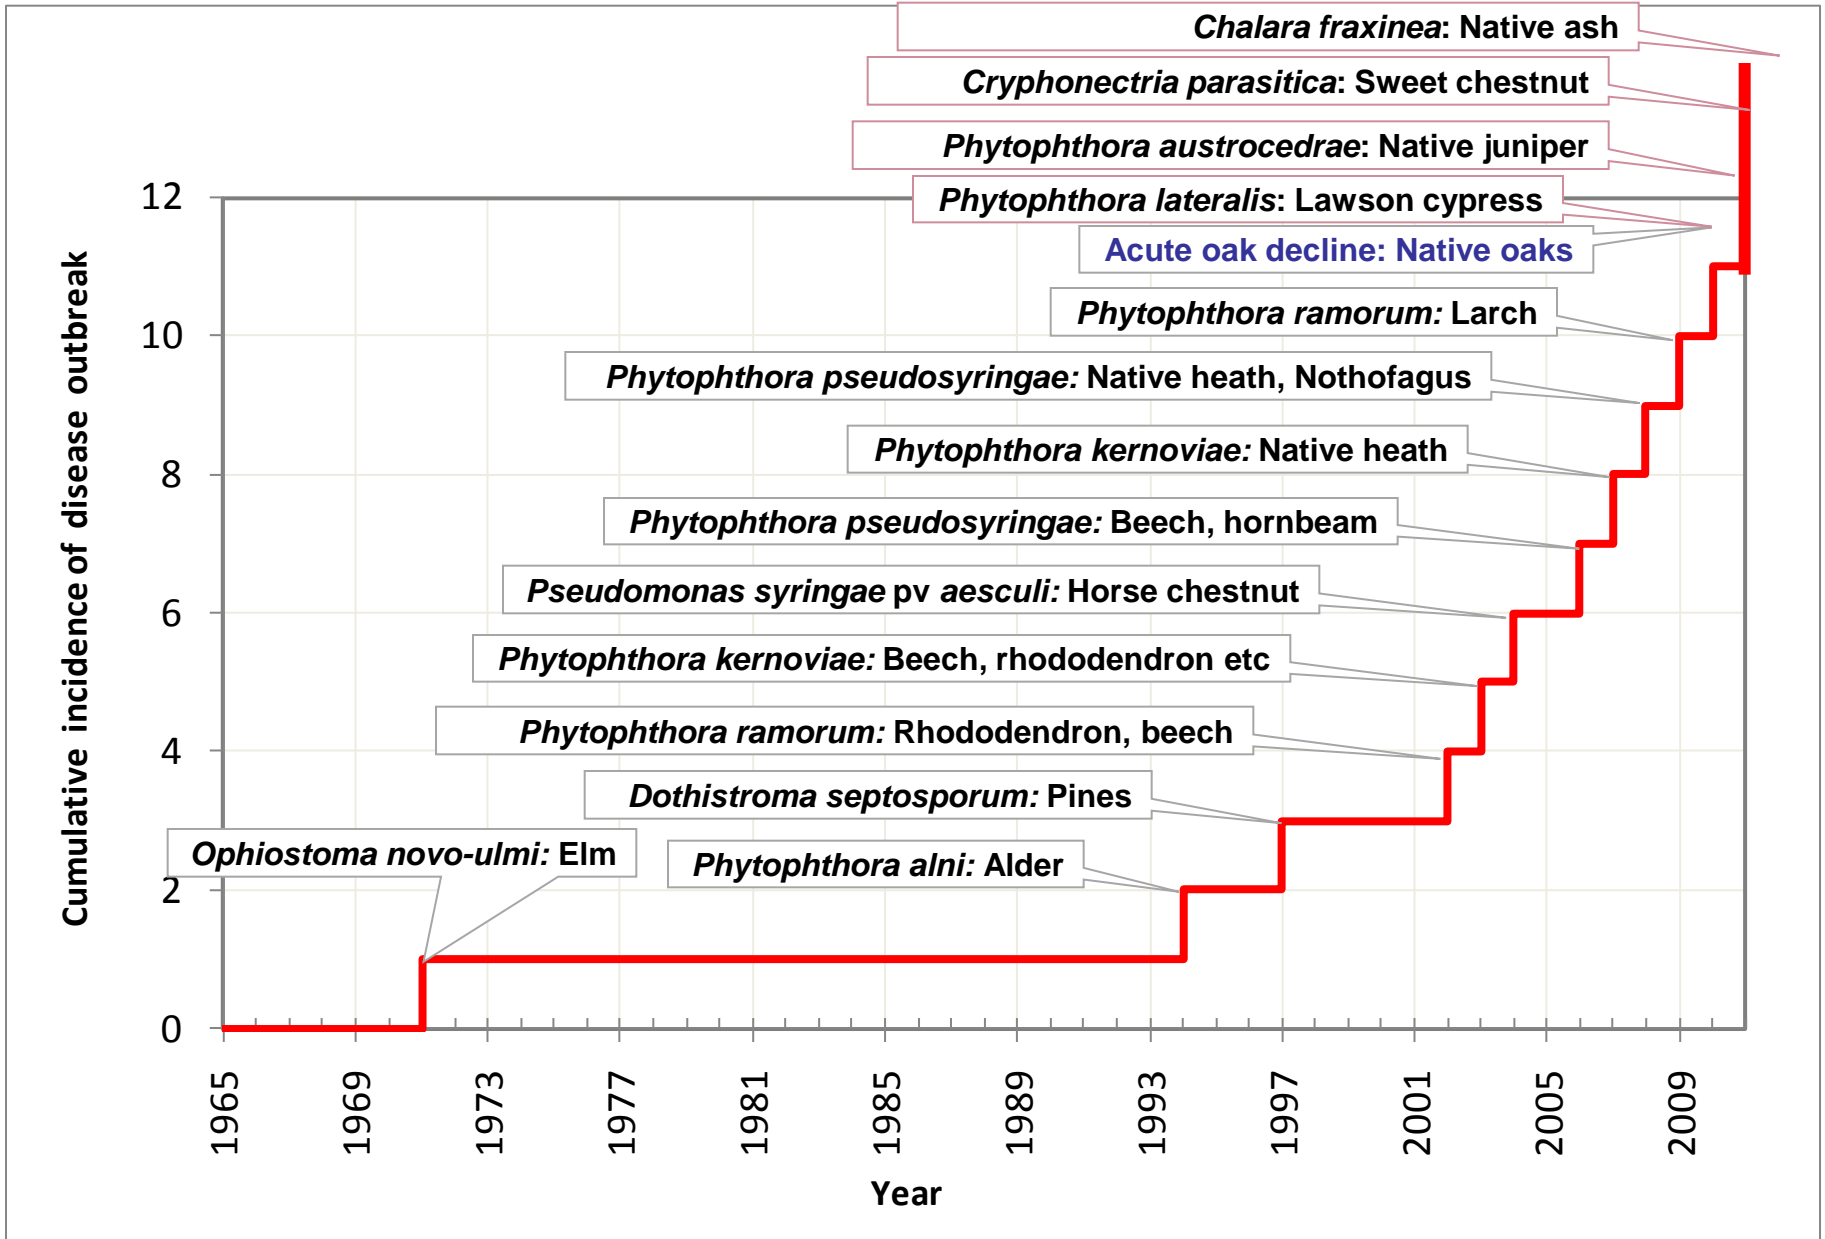 Chalara fraxinea: Native ash
Cryphonectria parasitica: Sweet chestnut
Phytophthora austrocedrae: Native juniper
Phytophthora lateralis: Lawson cypress
Acute oak decline: Native oaks
Phytophthora ramorum: Larch
Phytophthora pseudosyringae: Native heath, Nothofagus
Phytophthora kernoviae: Native heath
Phytophthora pseudosyringae: Beech, hornbeam
Pseudomonas syringae pv aesculi: Horse chestnut
Phytophthora kernoviae: Beech, rhododendron etc
Phytophthora ramorum: Rhododendron, beech
Dothistroma septosporum: Pines
Ophiostoma novo-ulmi: Elm
Phytophthora alni: Alder
Cumulative incidence of disease outbreak
12
10
8
6
4
2
0
1965
1969
1973
1977
1981
1985
1989
1993
1997
2001
2005
2009
Year